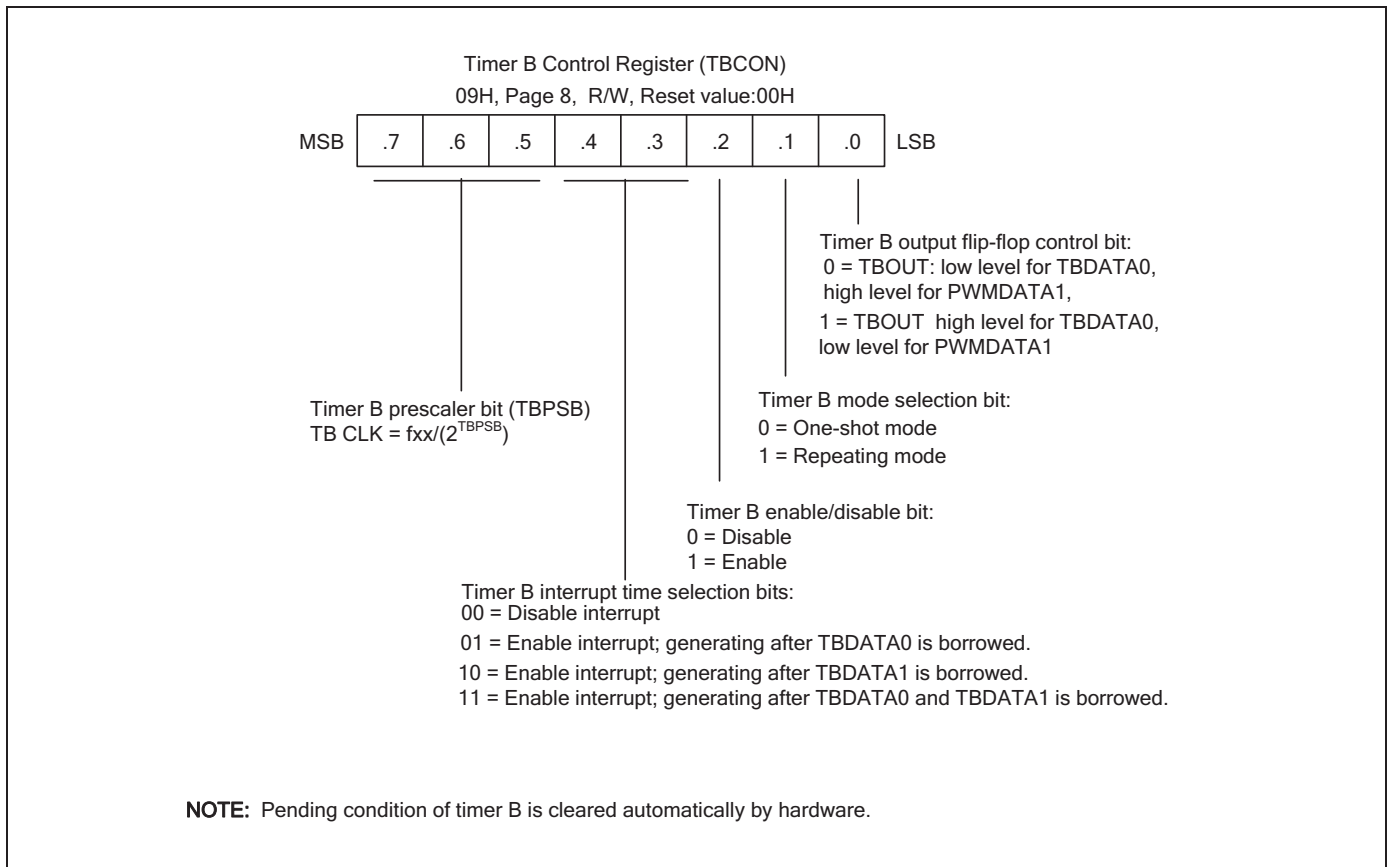 Timer B Control Register (TBCON)
09H, Page 8, R/W, Reset value:00H
MSB .7 .6 .5 .4 .3 .2 .1 .0 LSB
Timer B output flip-flop control bit:
0 = TBOUT: low level for TBDATA0,
high level for PWMDATA1,
1 = TBOUT high level for TBDATA0,
low level for PWMDATA1
Timer B mode selection bit:
0 = One-shot mode
1 = Repeating mode
Timer B prescaler bit (TBPSB)
TB CLK = fxx/(2^TBPSB)
Timer B enable/disable bit:
0 = Disable
1 = Enable
Timer B interrupt time selection bits:
00 = Disable interrupt
01 = Enable interrupt; generating after TBDATA0 is borrowed.
10 = Enable interrupt; generating after TBDATA1 is borrowed.
11 = Enable interrupt; generating after TBDATA0 and TBDATA1 is borrowed.
NOTE: Pending condition of timer B is cleared automatically by hardware.